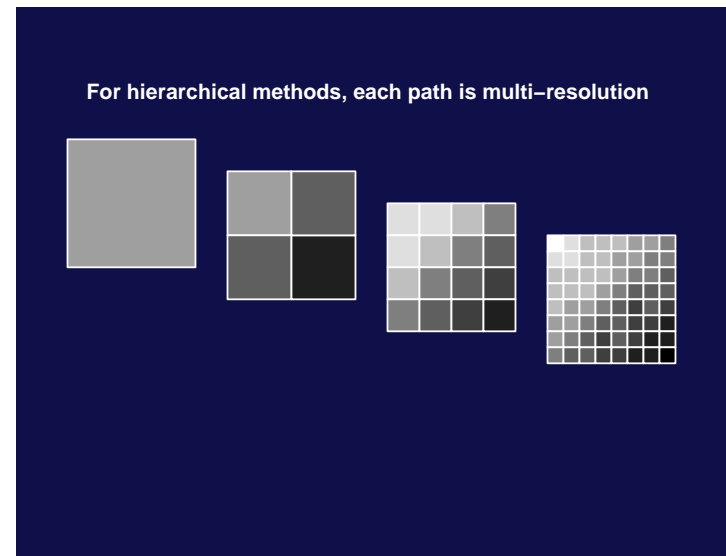 For hierarchical methods, each path is multi−resolution